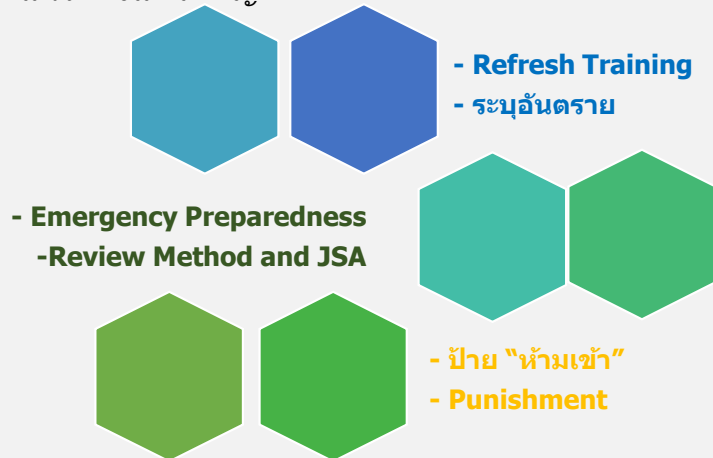 - Refresh Training
- ระบุอันตราย
- Emergency Preparedness
-Review Method and JSA
- ป้าย “ห้ามเข้า”
- Punishment